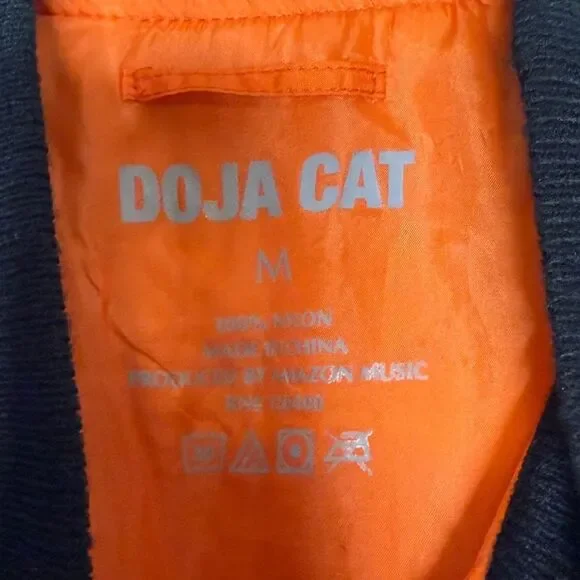 DOJA CAT
M
100% NYLON
MADE IN CHINA
PRODUCED BY AMAZON MUSIC